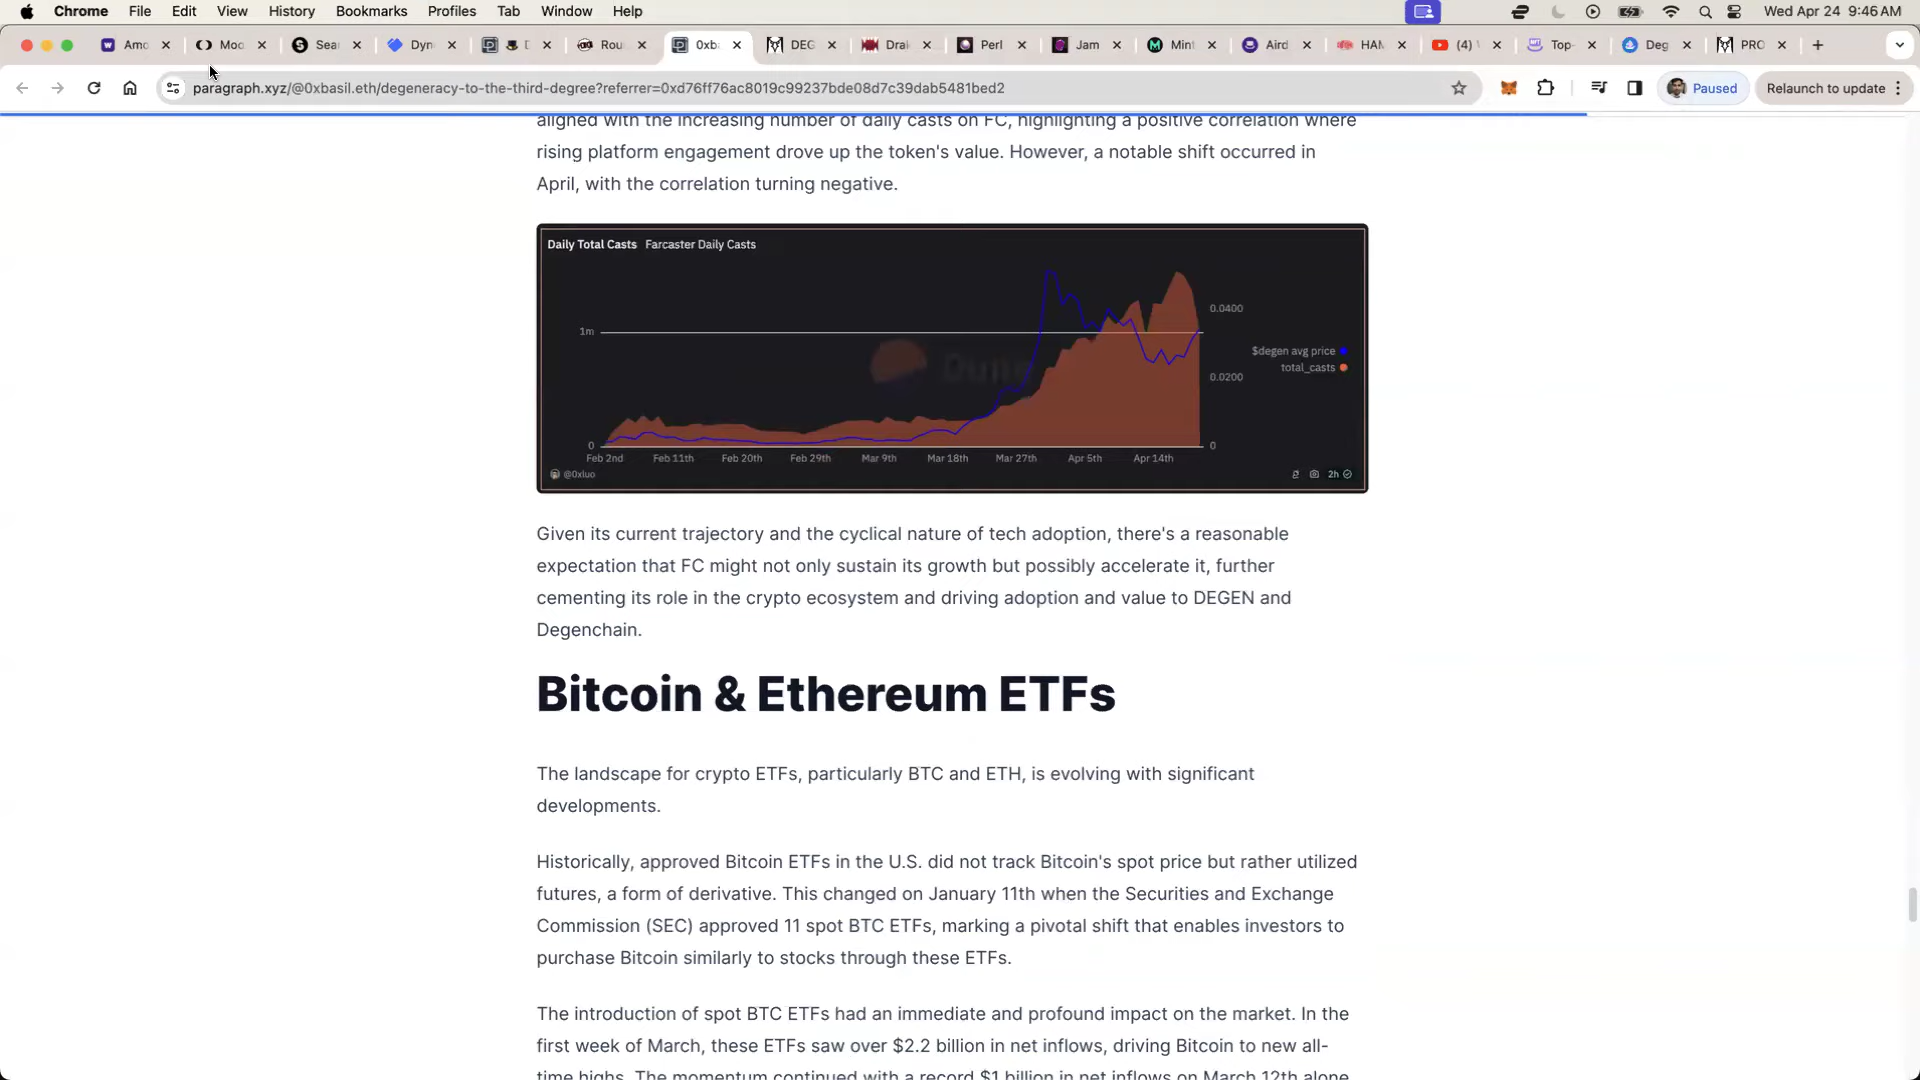 Chrome File Edit View History Bookmarks Profiles Tab Window Help Wed Apr 24 9:46 AM
Amo Moo Sea Dyn D Rou 0xb DEG Dral Perl Jam Min Aird HAM (4) Top- Deg PRO
paragraph.xyz/@0xbasil.eth/degeneracy-to-the-third-degree?referrer=0xd76ff76ac8019c99237bde08d7c39dab5481bed2 Paused Relaunch to update
aligned with the increasing number of daily casts on FC, highlighting a positive correlation where
rising platform engagement drove up the token's value. However, a notable shift occurred in
April, with the correlation turning negative.
Daily Total Casts Farcaster Daily Casts
0.0400
1m
$degen avg price
total_casts
Dune
0.0200
0 0
Feb 2nd Feb 11th Feb 20th Feb 29th Mar 9th Mar 18th Mar 27th Apr 5th Apr 14th
@0xluo 2h
Given its current trajectory and the cyclical nature of tech adoption, there's a reasonable
expectation that FC might not only sustain its growth but possibly accelerate it, further
cementing its role in the crypto ecosystem and driving adoption and value to DEGEN and
Degenchain.
Bitcoin & Ethereum ETFs
The landscape for crypto ETFs, particularly BTC and ETH, is evolving with significant
developments.
Historically, approved Bitcoin ETFs in the U.S. did not track Bitcoin's spot price but rather utilized
futures, a form of derivative. This changed on January 11th when the Securities and Exchange
Commission (SEC) approved 11 spot BTC ETFs, marking a pivotal shift that enables investors to
purchase Bitcoin similarly to stocks through these ETFs.
The introduction of spot BTC ETFs had an immediate and profound impact on the market. In the
first week of March, these ETFs saw over $2.2 billion in net inflows, driving Bitcoin to new all-
time highs. The momentum continued with a record $1 billion in net inflows on March 12th alone